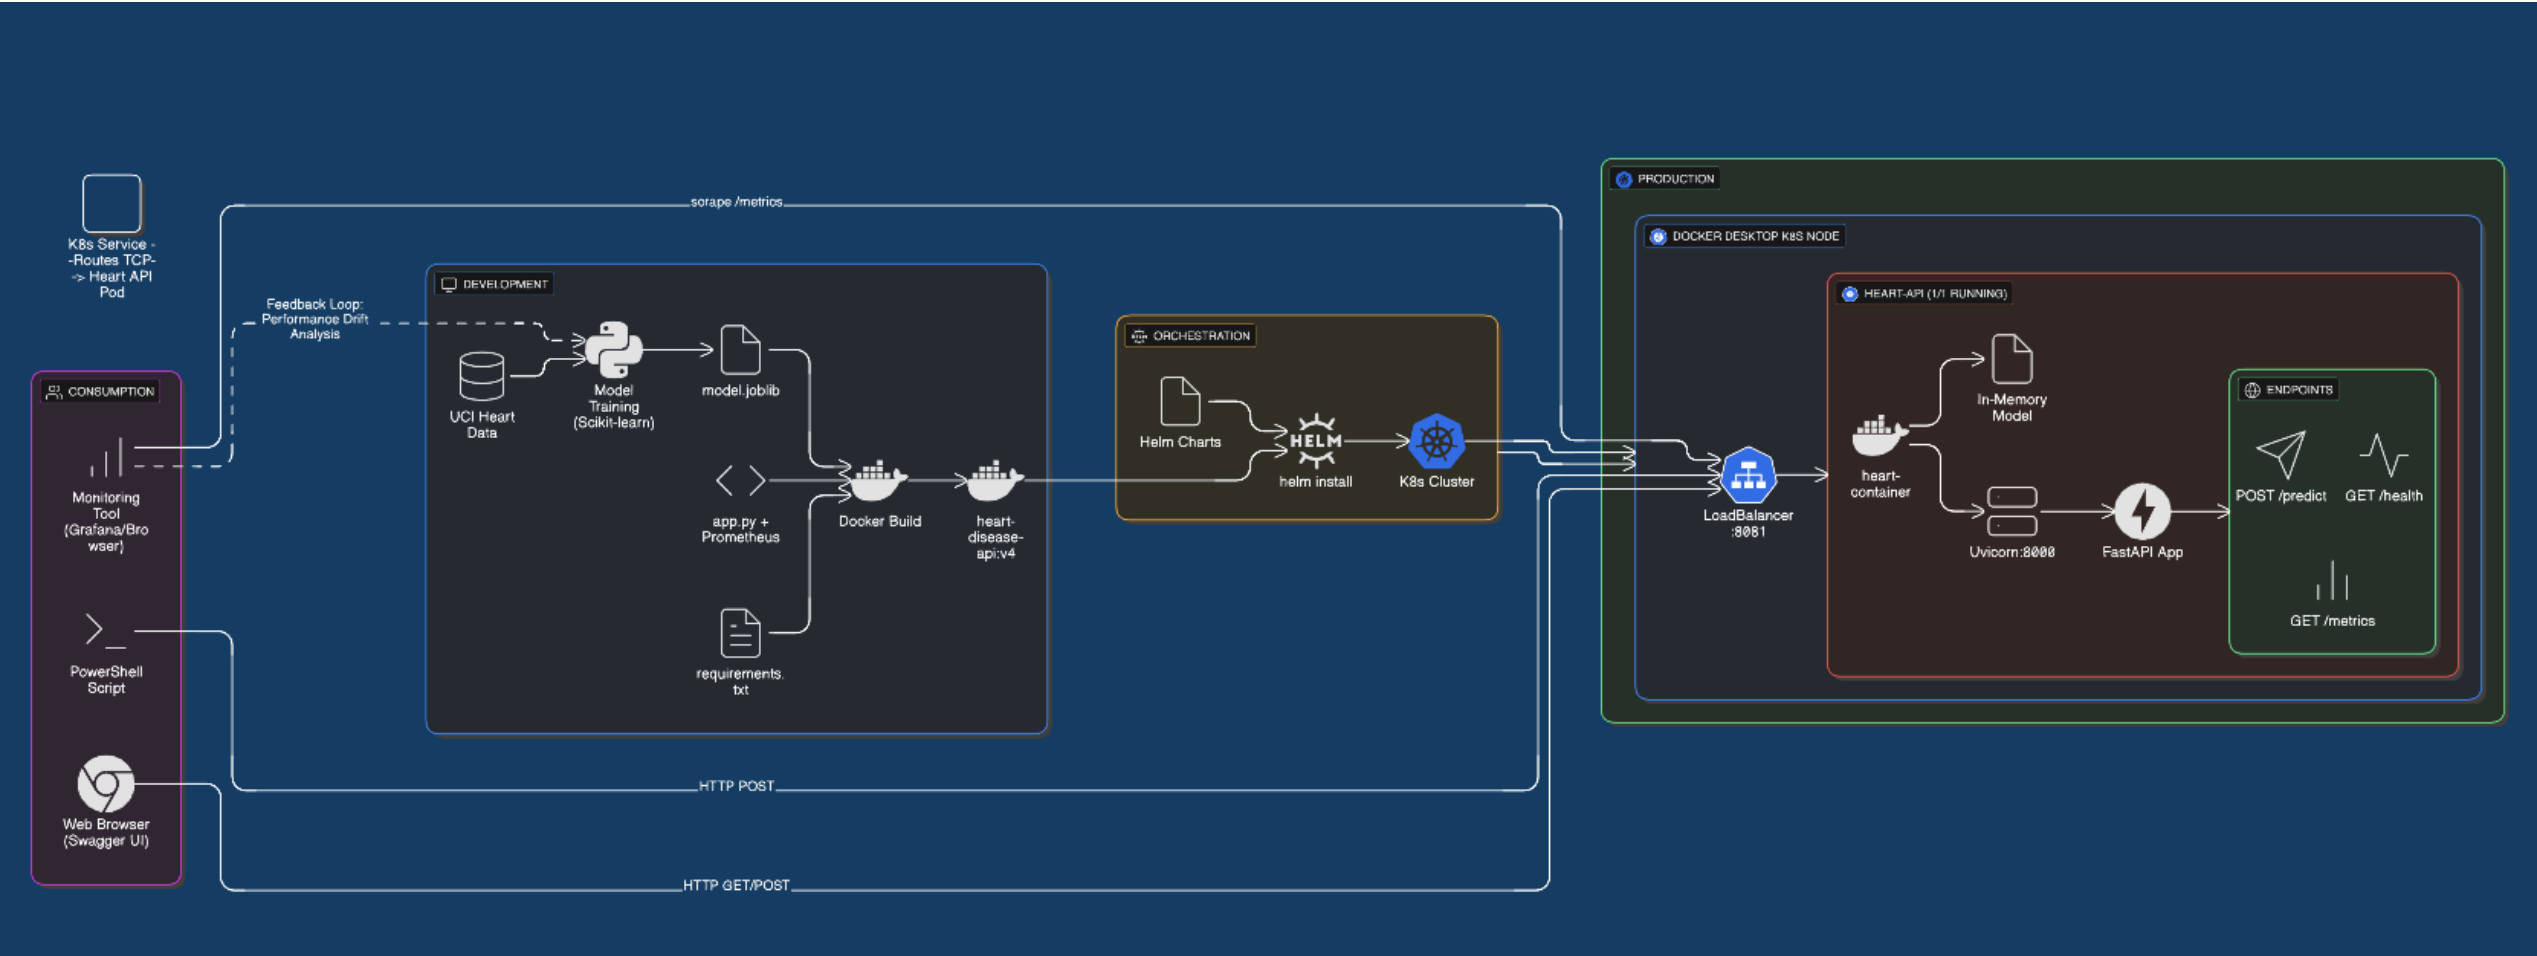 K8s Service -
-Routes TCP-
-> Heart API
Pod
scrape /metrics
Feedback Loop:
Performance Drift
Analysis
CONSUMPTION
Monitoring
Tool
(Grafana/Bro
wser)
PowerShell
Script
Web Browser
(Swagger UI)
DEVELOPMENT
UCI Heart
Data
Model
Training
(Scikit-learn)
model.joblib
app.py +
Prometheus
requirements.
txt
Docker Build
heart-
disease-
api:v4
HTTP POST
HTTP GET/POST
ORCHESTRATION
Helm Charts
HELM
helm install
K8s Cluster
PRODUCTION
DOCKER DESKTOP K8S NODE
LoadBalancer
:8081
HEART-API (1/1 RUNNING)
heart-
container
In-Memory
Model
Uvicorn:8000
FastAPI App
ENDPOINTS
POST /predict
GET /health
GET /metrics